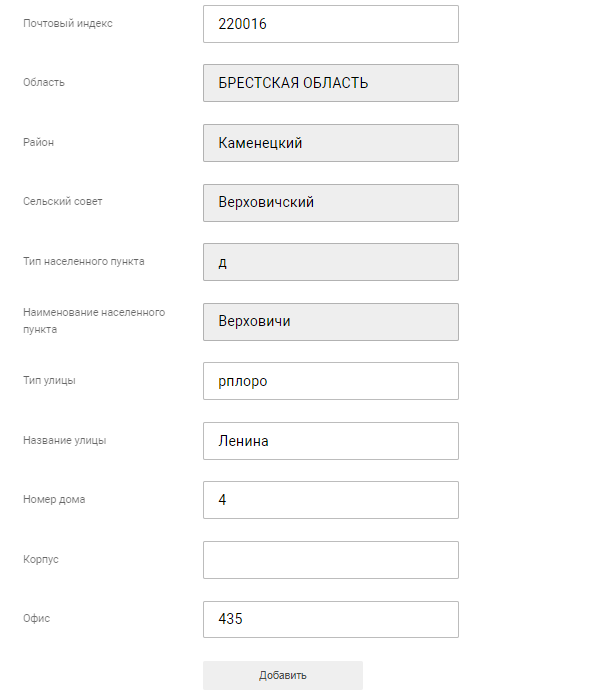 Почтовый индекс 220016
Область БРЕСТСКАЯ ОБЛАСТЬ
Район Каменецкий
Сельский совет Верховичский
Тип населенного пункта д
Наименование населенного
пункта Верховичи
Тип улицы рплоро
Название улицы Ленина
Номер дома 4
Корпус
Офис 435
Добавить